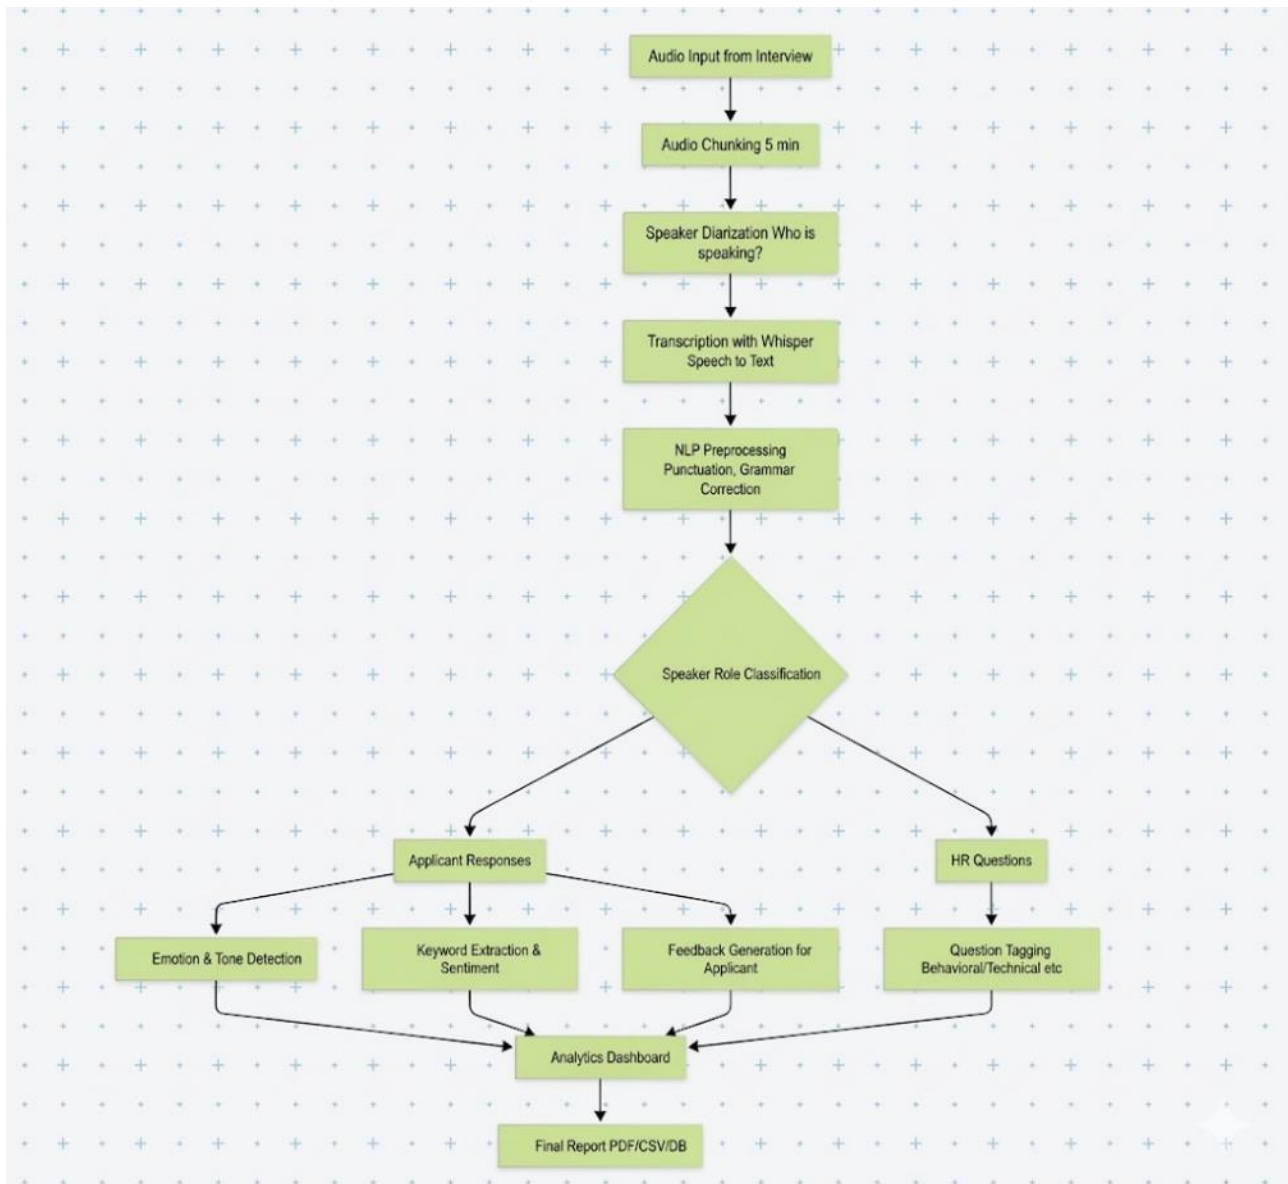 Audio Input from Interview
Audio Chunking 5 min
Speaker Diarization Who is
speaking?
Transcription with Whisper
Speech to Text
NLP Preprocessing
Punctuation, Grammar
Correction
Speaker Role Classification
Applicant Responses
HR Questions
Emotion & Tone Detection
Keyword Extraction &
Sentiment
Feedback Generation for
Applicant
Question Tagging
Behavioral/Technical etc
Analytics Dashboard
Final Report PDF/CSV/DB